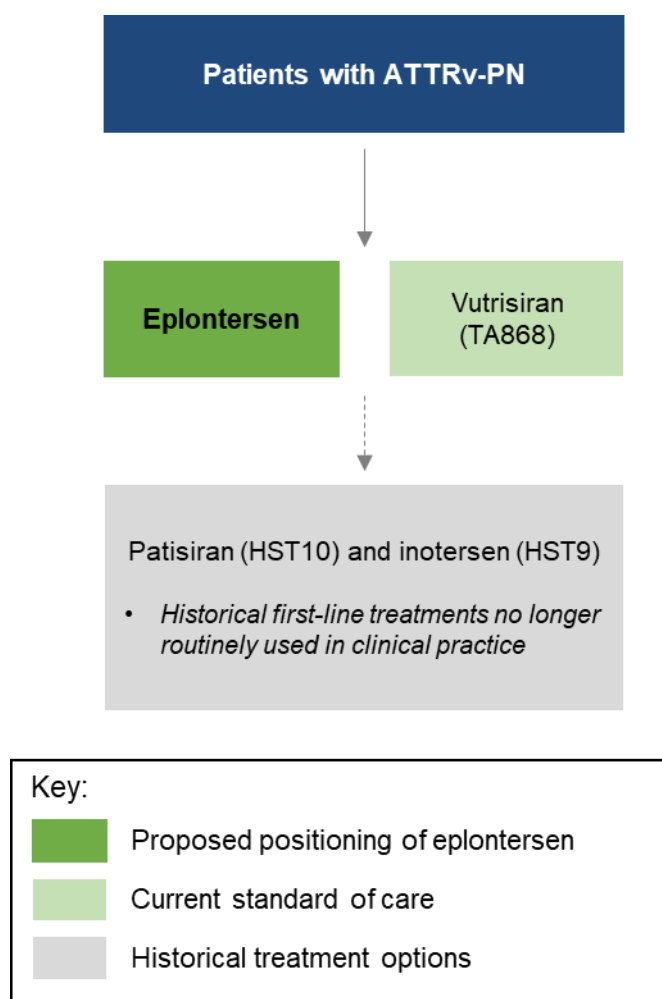 Patients with ATTRv-PN
Eplontersen
Vutrisiran
(TA868)
Patisiran (HST10) and inotersen (HST9)
• Historical first-line treatments no longer
routinely used in clinical practice
Key:
Proposed positioning of eplontersen
Current standard of care
Historical treatment options